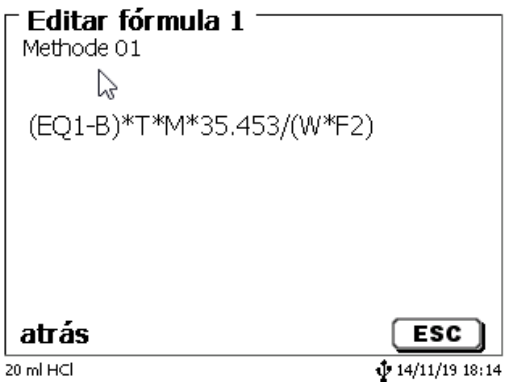 Editar fórmula 1
Methode 01
(EQ1-B)*T*M*35.453/(W*F2)
atrás
ESC
20 ml HCl
14/11/19 18:14